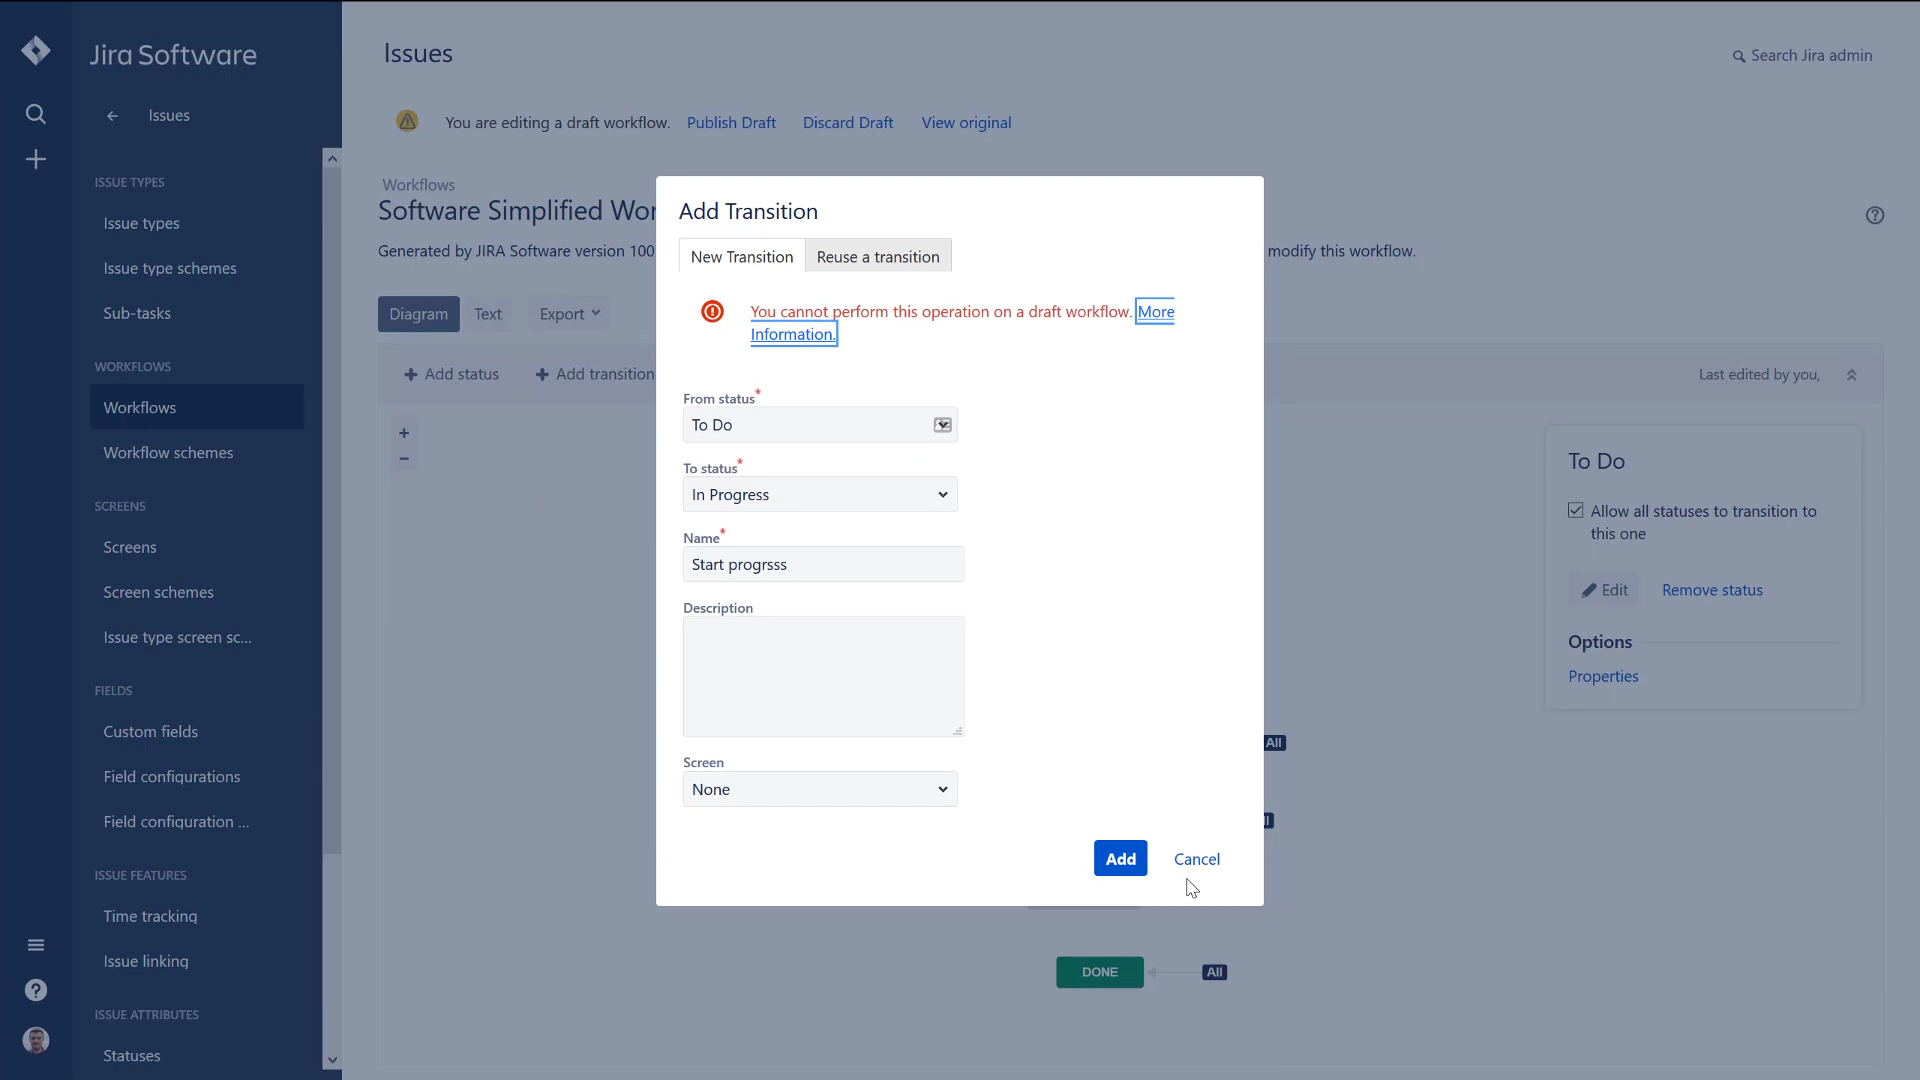 Jira Software
Issues
Search Jira admin
Issues
You are editing a draft workflow. Publish Draft Discard Draft View original
ISSUE TYPES
Issue types
Issue type schemes
Sub-tasks
WORKFLOWS
Workflows
Workflow schemes
SCREENS
Screens
Screen schemes
Issue type screen sc...
FIELDS
Custom fields
Field configurations
Field configuration ...
ISSUE FEATURES
Time tracking
Issue linking
ISSUE ATTRIBUTES
Statuses
Workflows
Software Simplified
Generated by JIRA Software version 100
modify this workflow.
Diagram Text Export
Add status Add transition
Last edited by you,
Add Transition
New Transition Reuse a transition
You cannot perform this operation on a draft workflow. More
Information.
From status*
To Do
To status*
In Progress
Name*
Start progrsss
Description
Screen
None
Add Cancel
To Do
Allow all statuses to transition to
this one
Edit Remove status
Options
Properties
All
DONE All